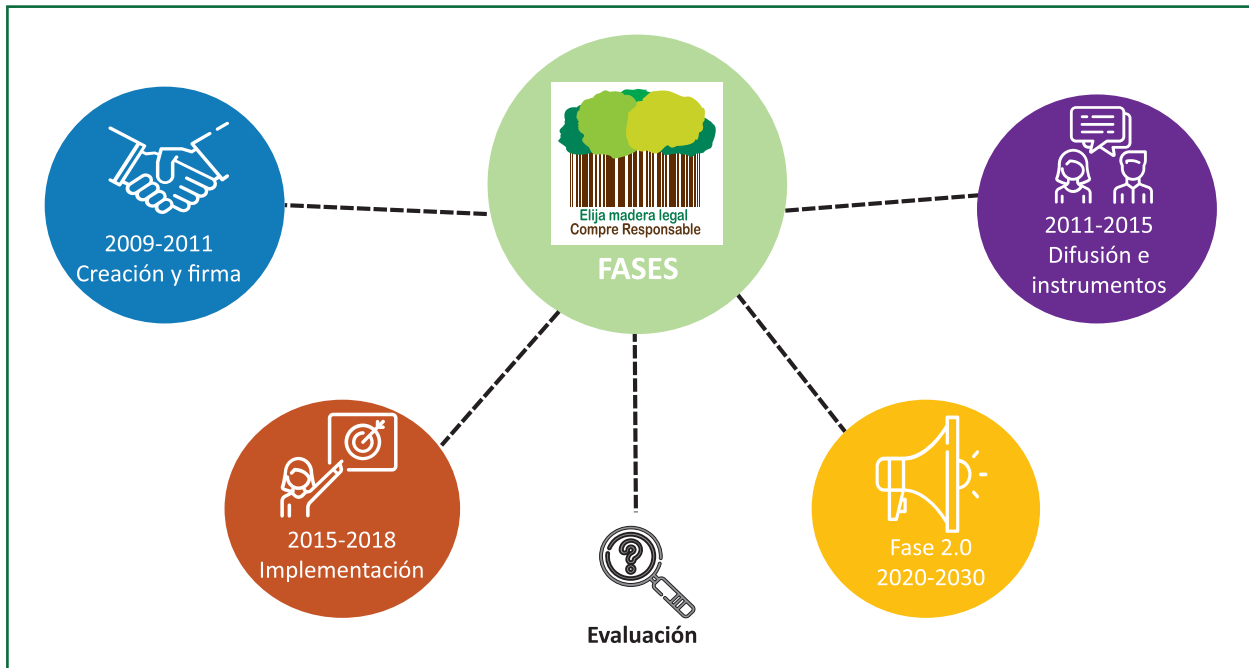 Elija madera legal
Compre Responsable
FASES
2009-2011
Creación y firma
2011-2015
Difusión e
instrumentos
2015-2018
Implementación
?
Evaluación
Fase 2.0
2020-2030